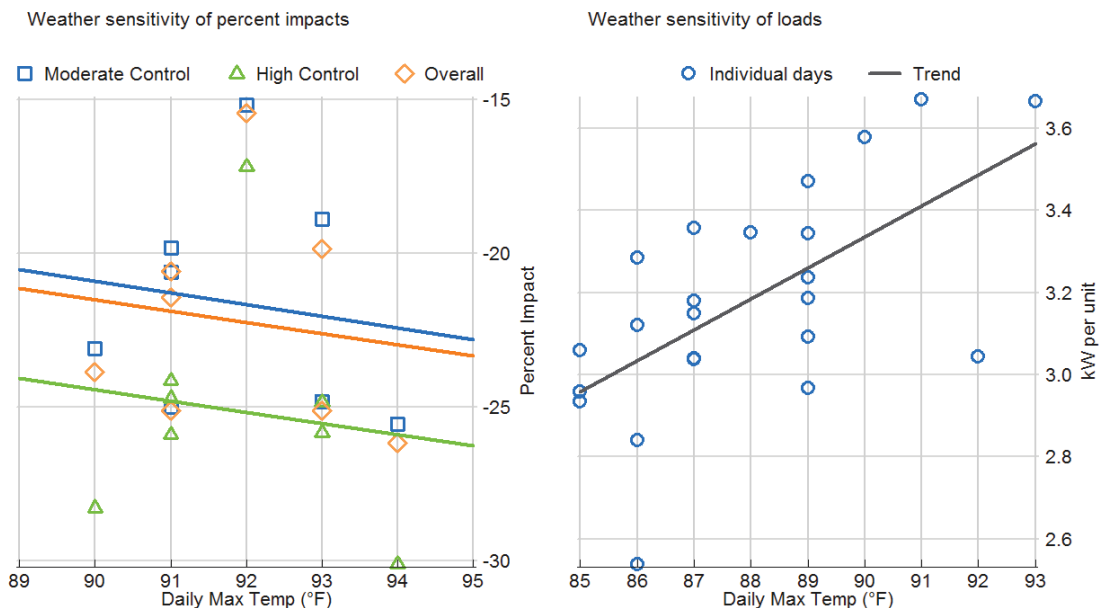 Weather sensitivity of percent impacts
Moderate Control
High Control
Overall
-15
-20
-25
-30
Percent Impact
89 90 91 92 93 94 95
Daily Max Temp (°F)
Weather sensitivity of loads
Individual days
Trend
3.6
3.4
3.2
3.0
2.8
2.6
kW per unit
85 86 87 88 89 90 91 92 93
Daily Max Temp (°F)